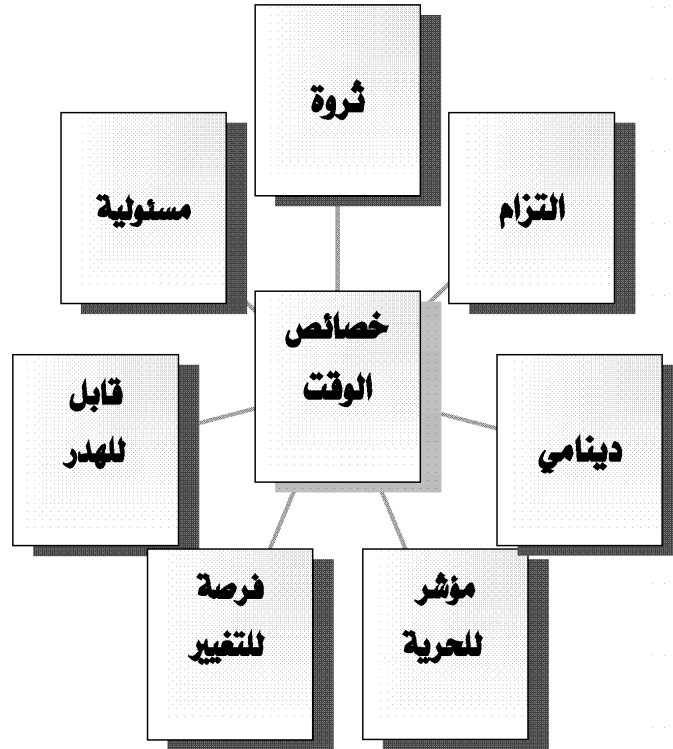 ثروة
التزام
مسئولية
خصائص
الوقت
دينامي
قابل
للهدر
مؤشر
للحرية
فرصة
للتغيير